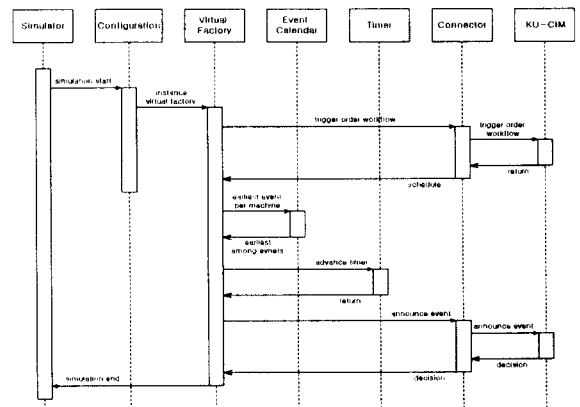 Simulator
Configuration
Virtual
Factory
Event
Calendar
Timer
Connector
KU-CIM
simulation start
instance
virtual factory
trigger order workflow
trigger order
workflow
return
schedule
earliest event
per machine
earliest
among evnets
advance timer
return
announce event
announce event
decision
decision
simulation end